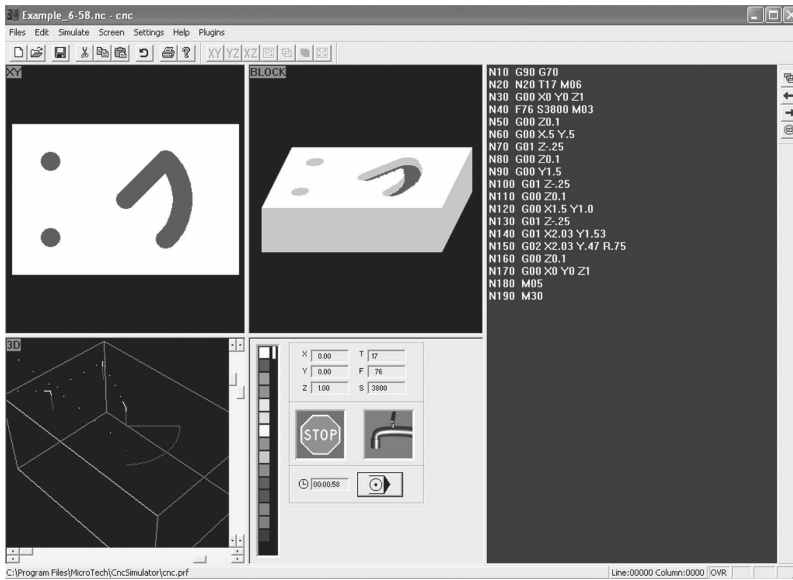 Example_6-58.nc - cnc
Files Edit Simulate Screen Settings Help Plugins
XY YZ XZ
XY
BLOCK
N10 G90 G70
N20 N20 T17 M06
N30 G00 X0 Y0 Z1
N40 F76 S3800 M03
N50 G00 Z0.1
N60 G00 X.5 Y.5
N70 G01 Z-.25
N80 G00 Z0.1
N90 G00 Y1.5
N100 G01 Z-.25
N110 G00 Z0.1
N120 G00 X1.5 Y1.0
N130 G01 Z-.25
N140 G01 X2.03 Y1.53
N150 G02 X2.03 Y.47 R.75
N160 G00 Z0.1
N170 G00 X0 Y0 Z1
N180 M05
N190 M30
3D
X 0.00 T 17
Y 0.00 F 76
Z 1.00 S 3800
STOP
00:00:58
C:\Program Files\MicroTech\CncSimulator\cnc.prf
Line:00000 Column:0000 OVR